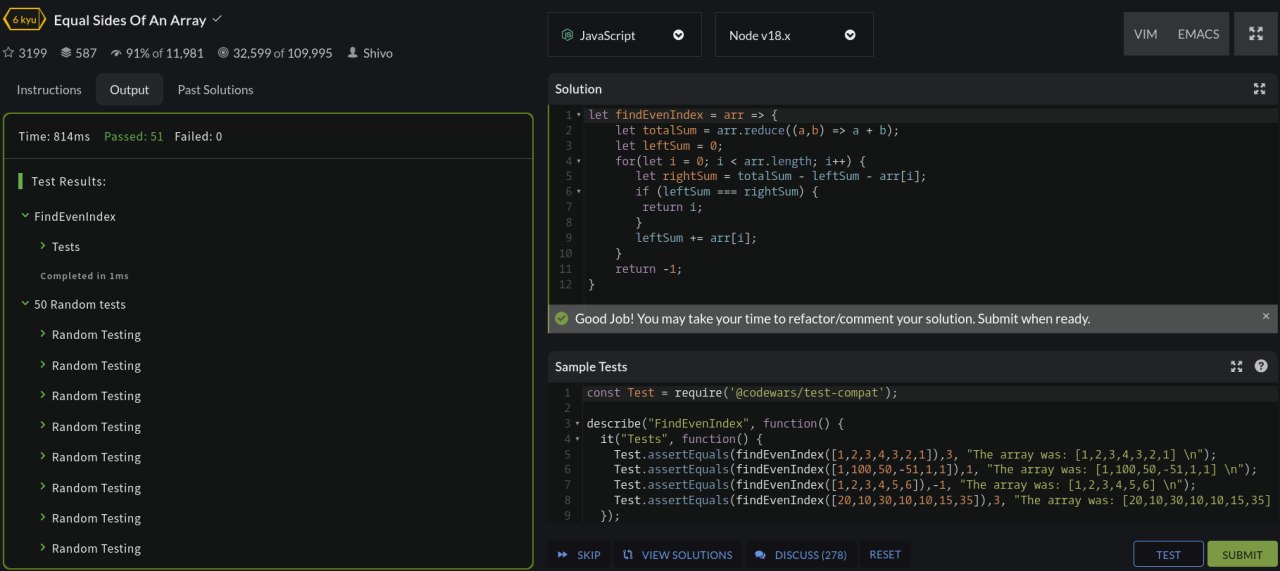 6 kyu Equal Sides Of An Array
3199 587 91% of 11,981 32,599 of 109,995 Shivo
Instructions Output Past Solutions
Time: 814ms Passed: 51 Failed: 0
Test Results:
FindEvenIndex
Tests
Completed in 1ms
50 Random tests
Random Testing
Random Testing
Random Testing
Random Testing
Random Testing
Random Testing
Random Testing
Random Testing
JavaScript Node v18.x VIM EMACS
Solution
1 let findEvenIndex = arr => {
2 let totalSum = arr.reduce((a,b) => a + b);
3 let leftSum = 0;
4 for(let i = 0; i < arr.length; i++) {
5 let rightSum = totalSum - leftSum - arr[i];
6 if (leftSum === rightSum) {
7 return i;
8 }
9 leftSum += arr[i];
10 }
11 return -1;
12 }
Good Job! You may take your time to refactor/comment your solution. Submit when ready.
Sample Tests
1 const Test = require('@codewars/test-compat');
2
3 describe("FindEvenIndex", function() {
4 it("Tests", function() {
5 Test.assertEquals(findEvenIndex([1,2,3,4,3,2,1]),3, "The array was: [1,2,3,4,3,2,1] \n");
6 Test.assertEquals(findEvenIndex([1,100,50,-51,1,1]),1, "The array was: [1,100,50,-51,1,1] \n");
7 Test.assertEquals(findEvenIndex([1,2,3,4,5,6]),-1, "The array was: [1,2,3,4,5,6] \n");
8 Test.assertEquals(findEvenIndex([20,10,30,10,10,15,35]),3, "The array was: [20,10,30,10,10,15,35]
9 });
SKIP VIEW SOLUTIONS DISCUSS (278) RESET TEST SUBMIT